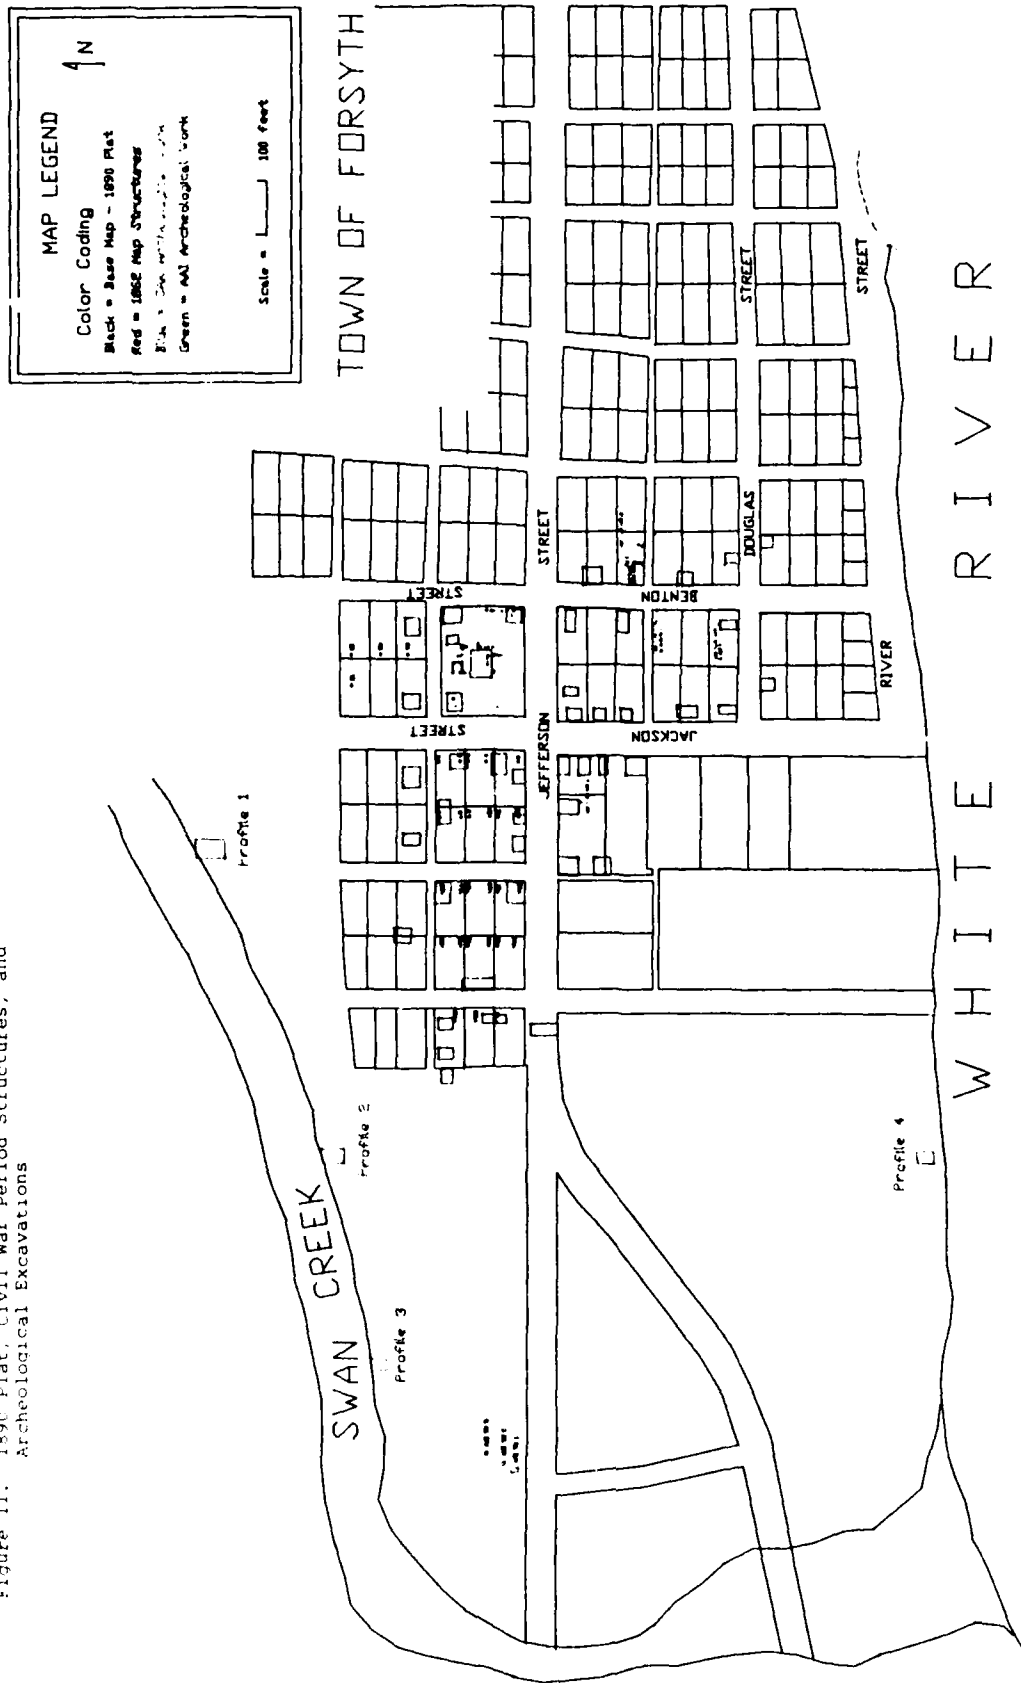 Figure 11. 1890 Plat, Civil War Period Structures, and
Archeological Excavations
MAP LEGEND
N
Color Coding
Black = Base Map - 1890 Plat
Red = 1862 Map Structures
Green = AAI Archeological Work
Scale = 100 feet
TOWN OF FORSYTH
SWAN CREEK
Profile 1
Profile 2
Profile 3
Profile 4
STREET
STREET
STREET
JEFFERSON
BENTON
JACKSON
DOUGLAS
STREET
RIVER
STREET
WHITE RIVER